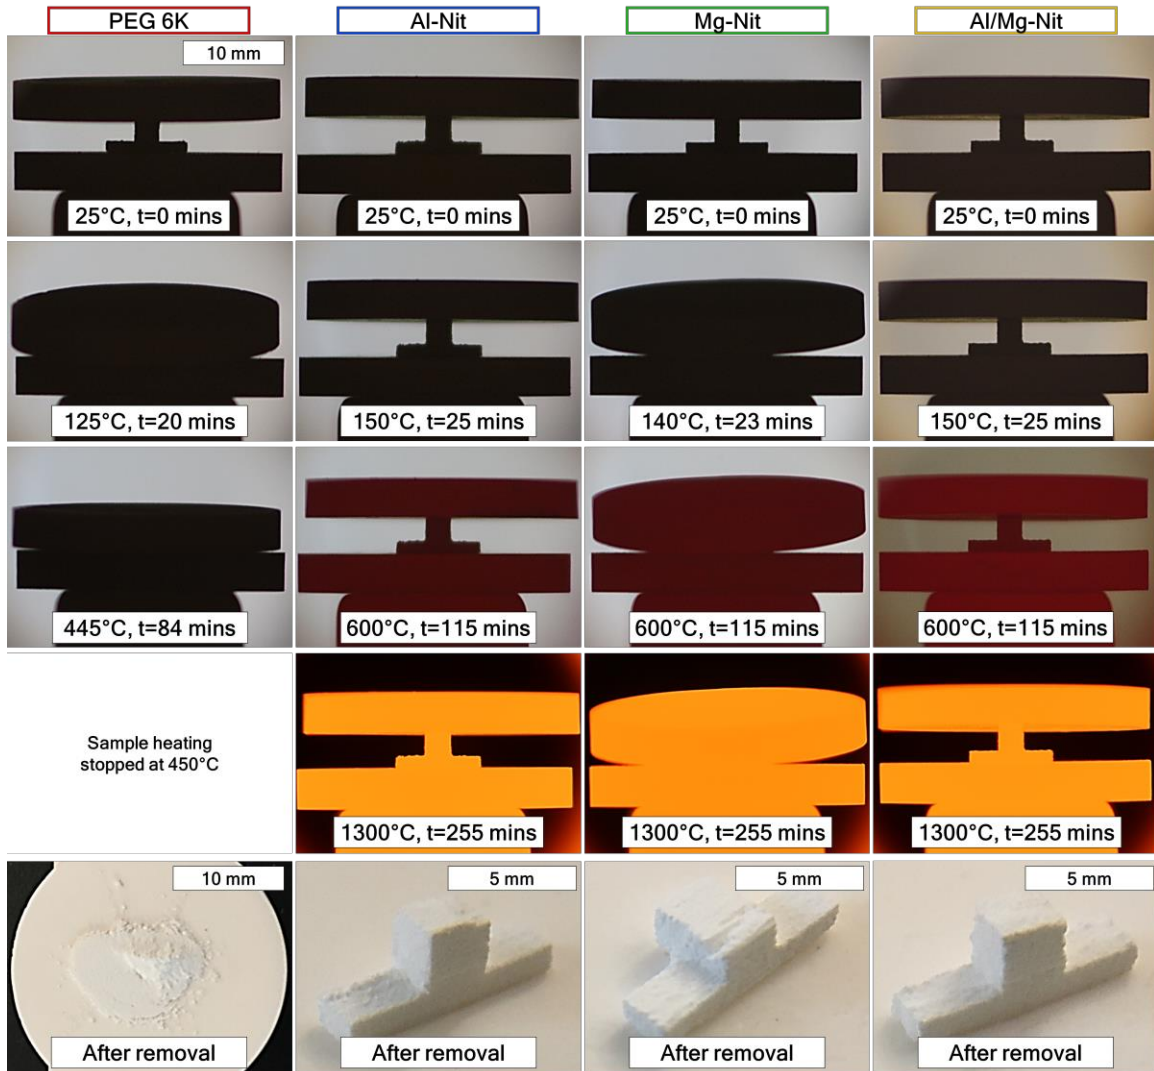 PEG 6K
Al-Nit
Mg-Nit
Al/Mg-Nit
10 mm
25°C, t=0 mins
25°C, t=0 mins
25°C, t=0 mins
25°C, t=0 mins
125°C, t=20 mins
150°C, t=25 mins
140°C, t=23 mins
150°C, t=25 mins
445°C, t=84 mins
600°C, t=115 mins
600°C, t=115 mins
600°C, t=115 mins
Sample heating
stopped at 450°C
1300°C, t=255 mins
1300°C, t=255 mins
1300°C, t=255 mins
10 mm
5 mm
5 mm
5 mm
After removal
After removal
After removal
After removal